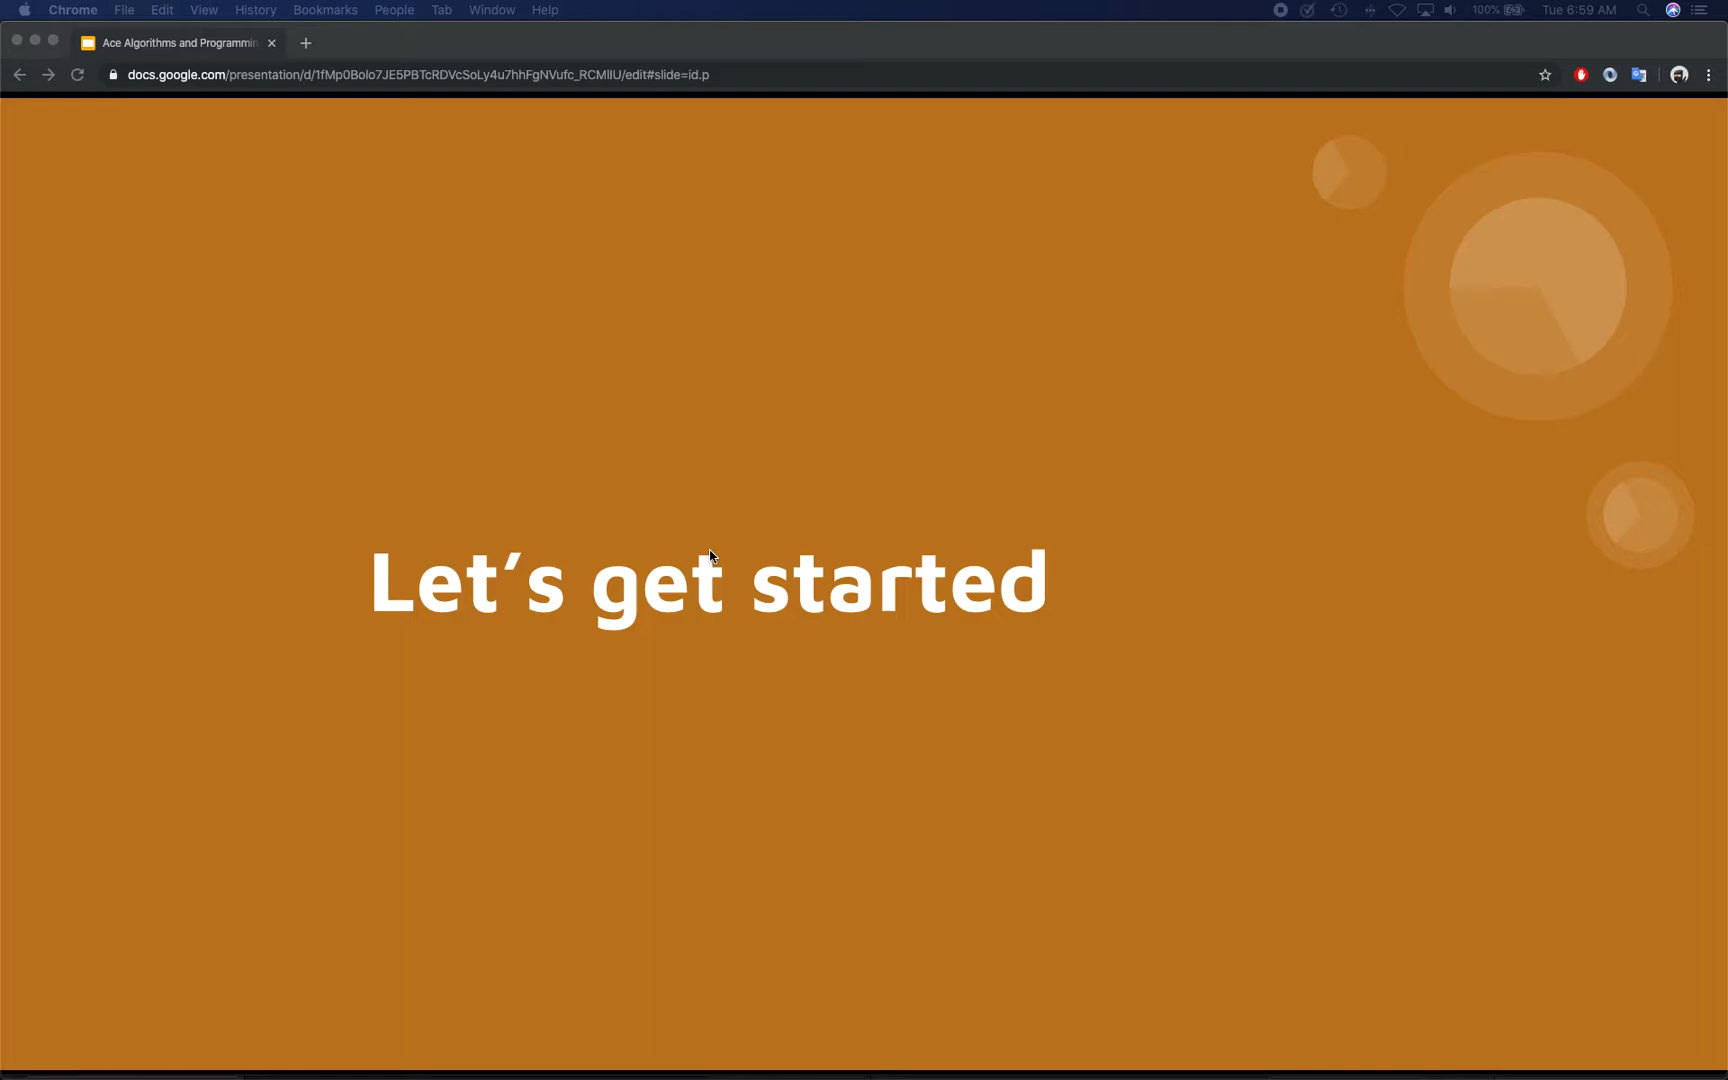 Chrome File Edit View History Bookmarks People Tab Window Help 100% Tue 6:59 AM
Ace Algorithms and Programmin
docs.google.com/presentation/d/1fMp0Bolo7JE5PBTcRDVcSoLy4u7hhFgNVufc_RCMlIU/edit#slide=id.p
Let’s get started